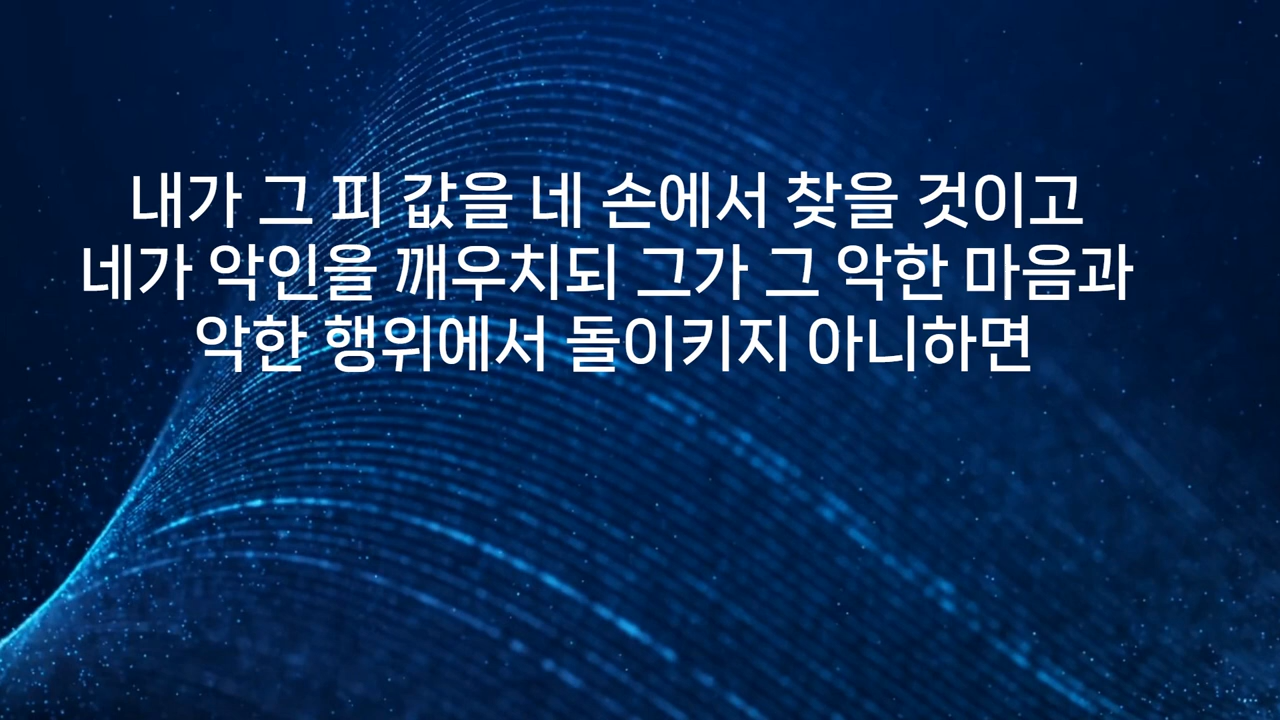 내가 그 피 값을 네 손에서 찾을 것이고
네가 악인을 깨우치되 그가 그 악한 마음과
악한 행위에서 돌이키지 아니하면